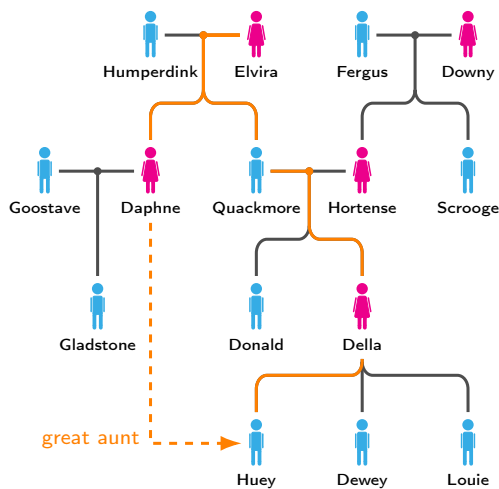 Humperdink Elvira Fergus Downy
Goostave Daphne Quackmore Hortense Scrooge
Gladstone Donald Della
great aunt
Huey Dewey Louie